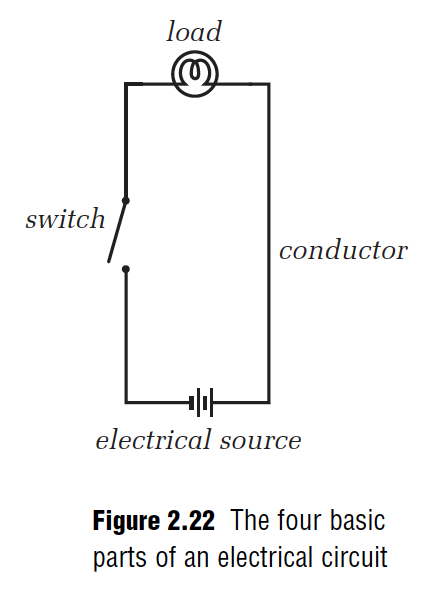 load
switch
conductor
electrical source
Figure 2.22 The four basic
parts of an electrical circuit